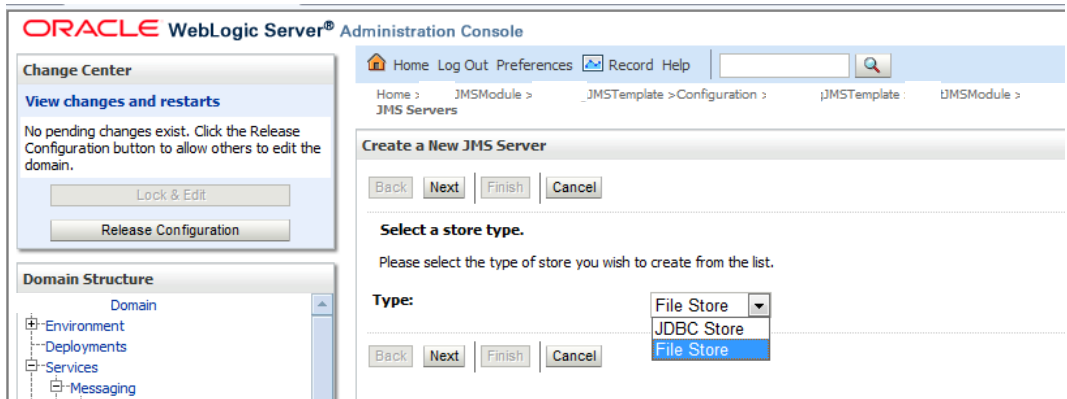 ORACLE WebLogic Server® Administration Console
Change Center
View changes and restarts
No pending changes exist. Click the Release
Configuration button to allow others to edit the
domain.
Lock & Edit
Release Configuration
Domain Structure
Domain
Environment
Deployments
Services
Messaging
Home Log Out Preferences Record Help
Home > JMSModule > _JMSTemplate >Configuration > JMSTemplate JMSModule >
JMS Servers
Create a New JMS Server
Back Next Finish Cancel
Select a store type.
Please select the type of store you wish to create from the list.
Type: File Store
JDBC Store
File Store
Back Next Finish Cancel